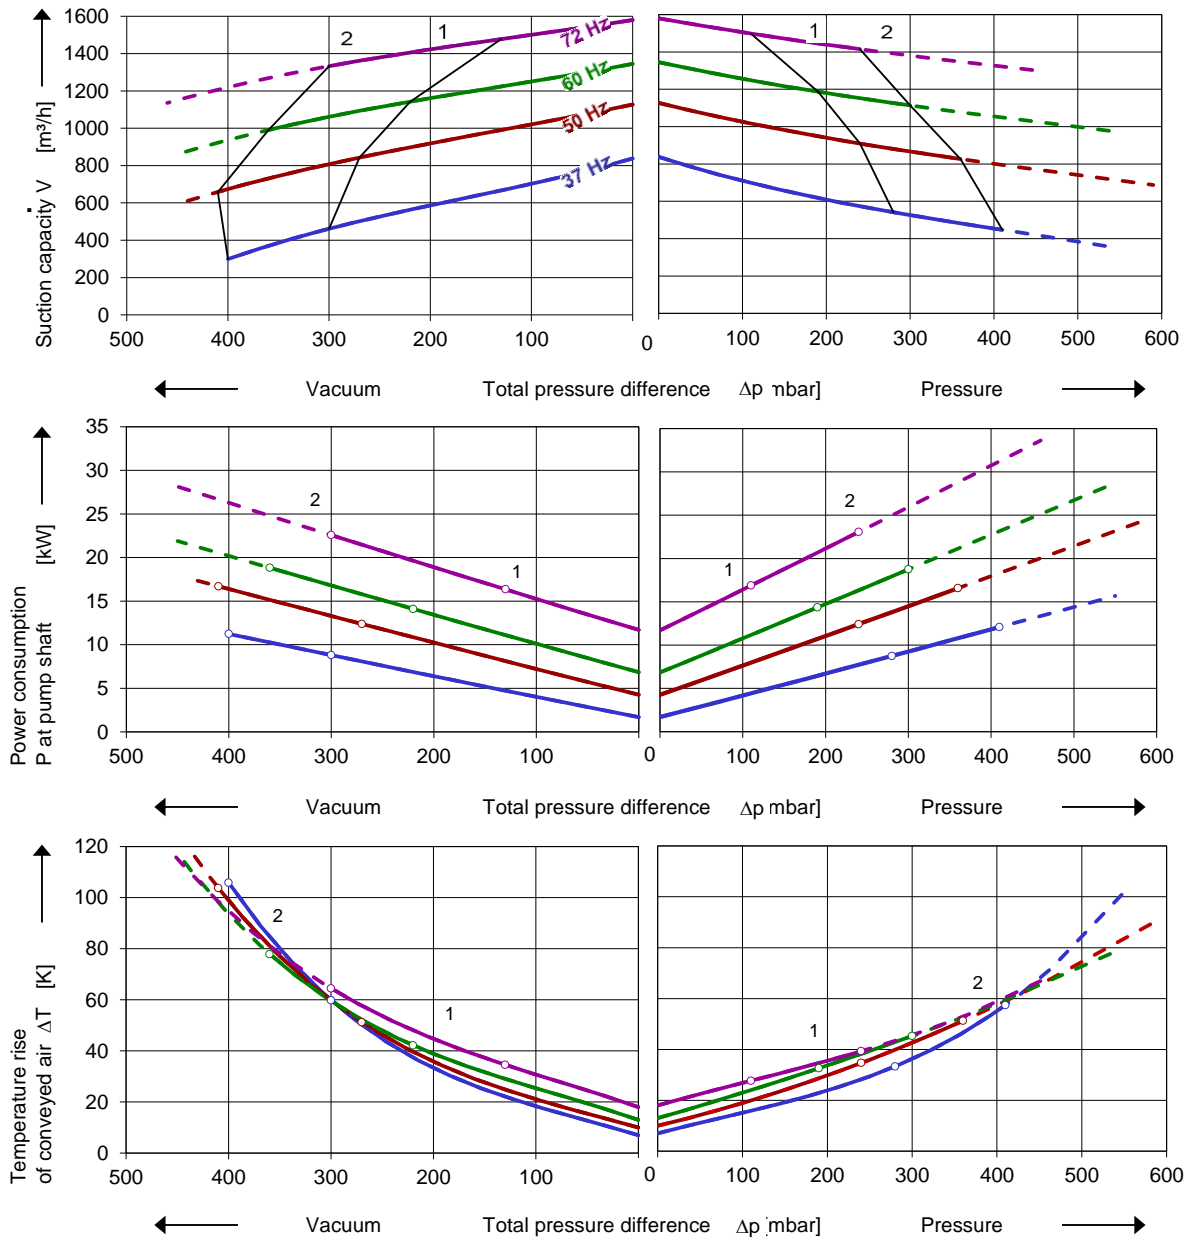 Suction capacity V̇ [m³/h]
1600
1400
1200
1000
800
600
400
200
0
2
1
72 Hz
60 Hz
50 Hz
37 Hz
1
2
500 400 300 200 100 0 100 200 300 400 500 600
Vacuum Total pressure difference Δp mbar] Pressure
Power consumption
P at pump shaft [kW]
35
30
25
20
15
10
5
0
2
1
2
1
500 400 300 200 100 0 100 200 300 400 500 600
Vacuum Total pressure difference Δp mbar] Pressure
Temperature rise
of conveyed air ΔT [K]
120
100
80
60
40
20
0
2
1
2
1
500 400 300 200 100 0 100 200 300 400 500 600
Vacuum Total pressure difference Δp mbar] Pressure